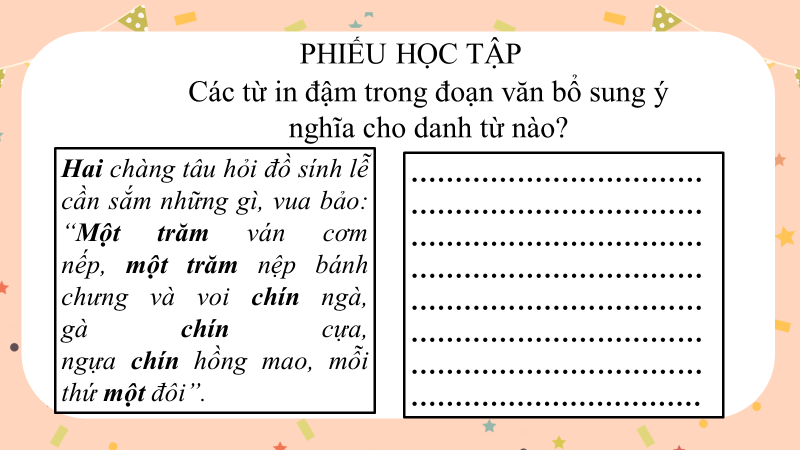 PHIẾU HỌC TẬP
Các từ in đậm trong đoạn văn bổ sung ý
nghĩa cho danh từ nào?
Hai chàng tâu hỏi đồ sính lễ
cần sắm những gì, vua bảo:
“Một trăm ván cơm
nếp, một trăm nệp bánh
chưng và voi chín ngà,
gà chín cựa,
ngựa chín hồng mao, mỗi
thứ một đôi”.
.................................
.................................
.................................
.................................
.................................
.................................
.................................
.................................